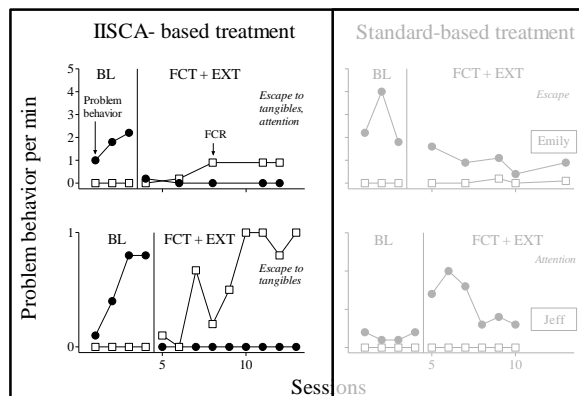 IISCA- based treatment
Standard-based treatment
BL
FCT + EXT
BL
FCT + EXT
5
4
3
2
1
0
Problem
behavior
Escape to
tangibles,
attention
FCR
Escape
Emily
Problem behavior per min
1
0
BL
FCT + EXT
Escape to
tangibles
BL
FCT + EXT
Attention
Jeff
5
10
5
10
Sessions